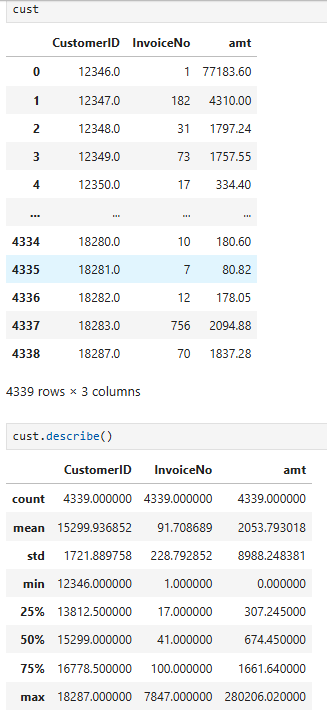 cust
CustomerID InvoiceNo amt
0 12346.0 1 77183.60
1 12347.0 182 4310.00
2 12348.0 31 1797.24
3 12349.0 73 1757.55
4 12350.0 17 334.40
... ... ... ...
4334 18280.0 10 180.60
4335 18281.0 7 80.82
4336 18282.0 12 178.05
4337 18283.0 756 2094.88
4338 18287.0 70 1837.28
4339 rows × 3 columns
cust.describe()
CustomerID InvoiceNo amt
count 4339.000000 4339.000000 4339.000000
mean 15299.936852 91.708689 2053.793018
std 1721.889758 228.792852 8988.248381
min 12346.000000 1.000000 0.000000
25% 13812.500000 17.000000 307.245000
50% 15299.000000 41.000000 674.450000
75% 16778.500000 100.000000 1661.640000
max 18287.000000 7847.000000 280206.020000